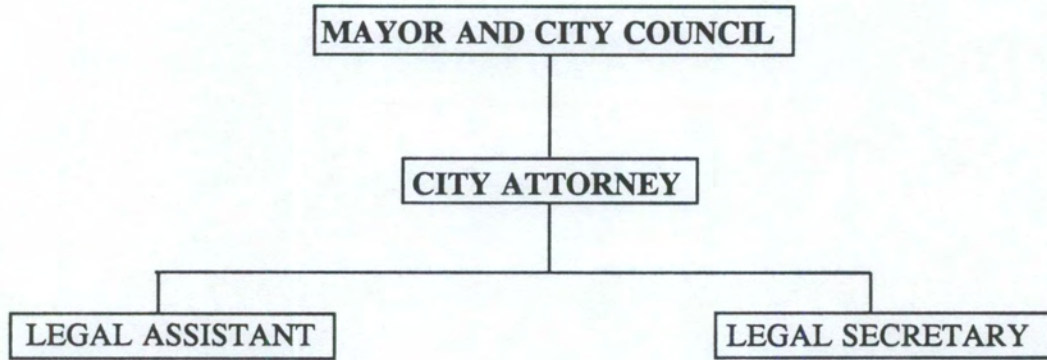 MAYOR AND CITY COUNCIL
CITY ATTORNEY
LEGAL ASSISTANT
LEGAL SECRETARY